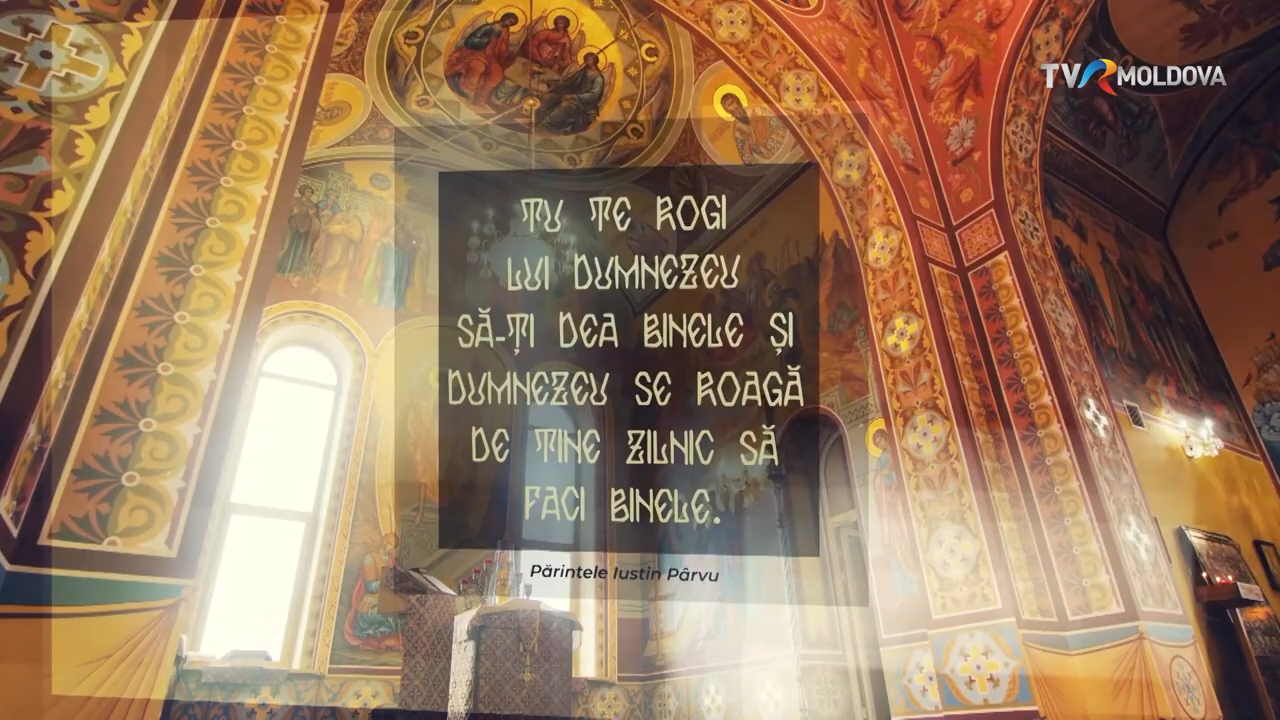 TVR MOLDOVA
TU TE ROGI
LUI DUMNEZEU
SĂ-ȚI DEA BINELE ȘI
DUMNEZEU SE ROAGĂ
DE TINE ZILNIC SĂ
FACI BINELE.
Părintele Iustin Pârvu